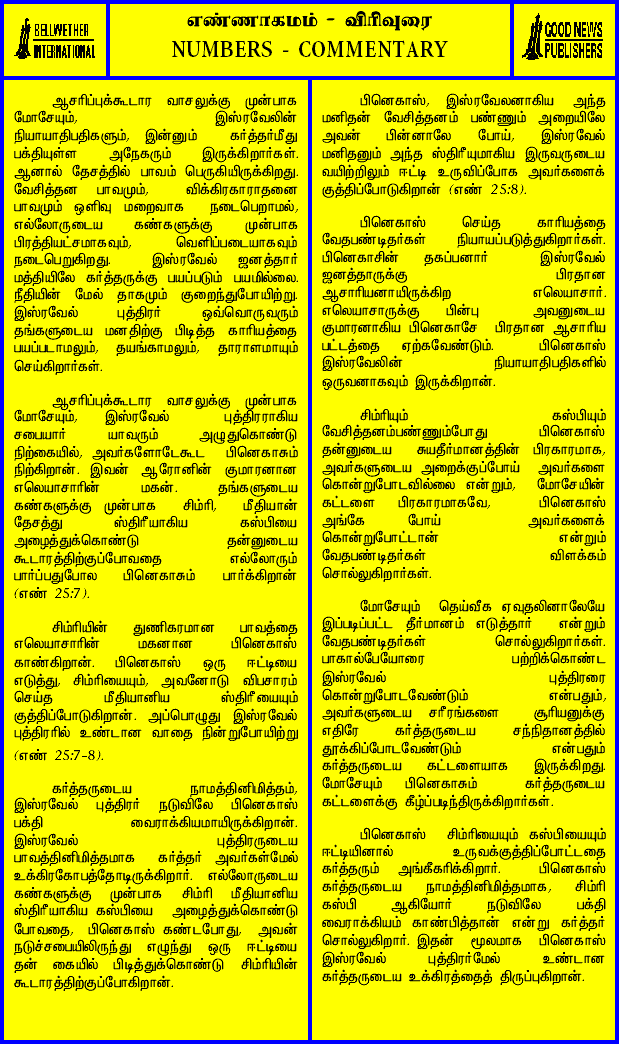 BELLWETHER
INTERNATIONAL
எண்ணாகமம் - விரிவுரை
NUMBERS - COMMENTARY
GOOD NEWS
PUBLISHERS
ஆசரிப்புக்கூடார வாசலுக்கு முன்பாக
மோசேயும், இஸ்ரவேலின்
நியாயாதிபதிகளும், இன்னும் கர்த்தர்மீது
பக்தியுள்ள அநேகரும் இருக்கிறார்கள்.
ஆனால் தேசத்தில் பாவம் பெருகியிருக்கிறது.
வேசித்தன பாவமும், விக்கிரகாராதனை
பாவமும் ஒளிவு மறைவாக நடைபெறாமல்,
எல்லோருடைய கண்களுக்கு முன்பாக
பிரத்தியட்சமாகவும், வெளிப்படையாகவும்
நடைபெறுகிறது. இஸ்ரவேல் ஜனத்தார்
மத்தியிலே கர்த்தருக்கு பயப்படும் பயமில்லை.
நீதியின் மேல் தாகமும் குறைந்துபோயிற்று.
இஸ்ரவேல் புத்திரர் ஒவ்வொருவரும்
தங்களுடைய மனதிற்கு பிடித்த காரியத்தை
பயப்படாமலும், தயங்காமலும், தாராளமாயும்
செய்கிறார்கள்.
ஆசரிப்புக்கூடார வாசலுக்கு முன்பாக
மோசேயும், இஸ்ரவேல் புத்திரராகிய
சபையார் யாவரும் அழுதுகொண்டு
நிற்கையில், அவர்களோடேகூட பினெகாசும்
நிற்கிறான். இவன் ஆரோனின் குமாரனான
எலெயாசாரின் மகன். தங்களுடைய
கண்களுக்கு முன்பாக சிம்ரி, மீதியான்
தேசத்து ஸ்திரீயாகிய கஸ்பியை
அழைத்துக்கொண்டு தன்னுடைய
கூடாரத்திற்குப்போவதை எல்லோரும்
பார்ப்பதுபோல பினெகாசும் பார்க்கிறான்
(எண் 25:7).
சிம்ரியின் துணிகரமான பாவத்தை
எலெயாசாரின் மகனான பினெகாஸ்
காண்கிறான். பினெகாஸ் ஒரு ஈட்டியை
எடுத்து, சிம்ரியையும், அவனோடு விபசாரம்
செய்த மீதியானிய ஸ்திரீயையும்
குத்திப்போடுகிறான். அப்பொழுது இஸ்ரவேல்
புத்திரரில் உண்டான வாதை நின்றுபோயிற்று
(எண் 25:7-8).
கர்த்தருடைய நாமத்தினிமித்தம்,
இஸ்ரவேல் புத்திரர் நடுவிலே பினெகாஸ்
பக்தி வைராக்கியமாயிருக்கிறான்.
இஸ்ரவேல் புத்திரருடைய
பாவத்தினிமித்தமாக கர்த்தர் அவர்கள்மேல்
உக்கிரகோபத்தோடிருக்கிறார். எல்லோருடைய
கண்களுக்கு முன்பாக சிம்ரி மீதியானிய
ஸ்திரீயாகிய கஸ்பியை அழைத்துக்கொண்டு
போவதை, பினெகாஸ் கண்டபோது, அவன்
நடுச்சபையிலிருந்து எழுந்து ஒரு ஈட்டியை
தன் கையில் பிடித்துக்கொண்டு சிம்ரியின்
கூடாரத்திற்குப்போகிறான்.
பினெகாஸ், இஸ்ரவேலனாகிய அந்த
மனிதன் வேசித்தனம் பண்ணும் அறையிலே
அவன் பின்னாலே போய், இஸ்ரவேல்
மனிதனும் அந்த ஸ்திரீயுமாகிய இருவருடைய
வயிற்றிலும் ஈட்டி உருவிப்போக அவர்களைக்
குத்திப்போடுகிறான் (எண் 25:8).
பினெகாஸ் செய்த காரியத்தை
வேதபண்டிதர்கள் நியாயப்படுத்துகிறார்கள்.
பினெகாசின் தகப்பனார் இஸ்ரவேல்
ஜனத்தாருக்கு பிரதான
ஆசாரியனாயிருக்கிற எலெயாசார்.
எலெயாசாருக்கு பின்பு அவனுடைய
குமாரனாகிய பினெகாசே பிரதான ஆசாரிய
பட்டத்தை ஏற்கவேண்டும். பினெகாஸ்
இஸ்ரவேலின் நியாயாதிபதிகளில்
ஒருவனாகவும் இருக்கிறான்.
சிம்ரியும் கஸ்பியும்
வேசித்தனம்பண்ணும்போது பினெகாஸ்
தன்னுடைய சுயதீர்மானத்தின் பிரகாரமாக,
அவர்களுடைய அறைக்குப்போய் அவர்களை
கொன்றுபோடவில்லை என்றும், மோசேயின்
கட்டளை பிரகாரமாகவே, பினெகாஸ்
அங்கே போய் அவர்களைக்
கொன்றுபோட்டான் என்றும்
வேதபண்டிதர்கள் விளக்கம்
சொல்லுகிறார்கள்.
மோசேயும் தெய்வீக ஏவுதலினாலேயே
இப்படிப்பட்ட தீர்மானம் எடுத்தார் என்றும்
வேதபண்டிதர்கள் சொல்லுகிறார்கள்.
பாகால்பேயோரை பற்றிக்கொண்ட
இஸ்ரவேல் புத்திரரை
கொன்றுபோடவேண்டும் என்பதும்,
அவர்களுடைய சரீரங்களை சூரியனுக்கு
எதிரே கர்த்தருடைய சந்நிதானத்தில்
தூக்கிப்போடவேண்டும் என்பதும்
கர்த்தருடைய கட்டளையாக இருக்கிறது.
மோசேயும் பினெகாசும் கர்த்தருடைய
கட்டளைக்கு கீழ்ப்படிந்திருக்கிறார்கள்.
பினெகாஸ் சிம்ரியையும் கஸ்பியையும்
ஈட்டியினால் உருவக்குத்திப்போட்டதை
கர்த்தரும் அங்கீகரிக்கிறார். பினெகாஸ்
கர்த்தருடைய நாமத்தினிமித்தமாக, சிம்ரி
கஸ்பி ஆகியோர் நடுவிலே பக்தி
வைராக்கியம் காண்பித்தான் என்று கர்த்தர்
சொல்லுகிறார். இதன் மூலமாக பினெகாஸ்
இஸ்ரவேல் புத்திரர்மேல் உண்டான
கர்த்தருடைய உக்கிரத்தைத் திருப்புகிறான்.